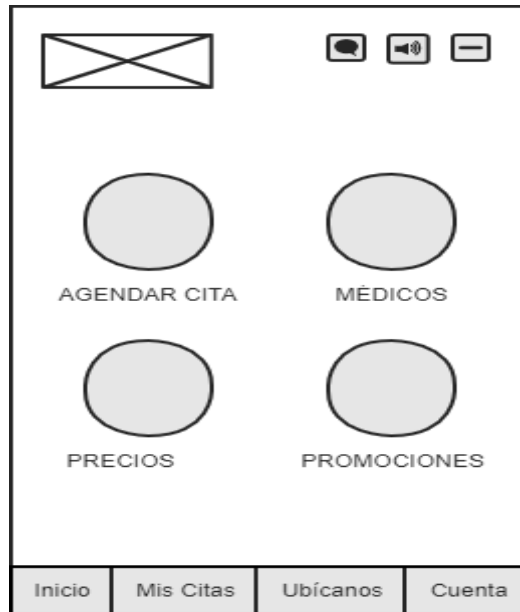 AGENDAR CITA MÉDICOS
PRECIOS PROMOCIONES
Inicio Mis Citas Ubícanos Cuenta